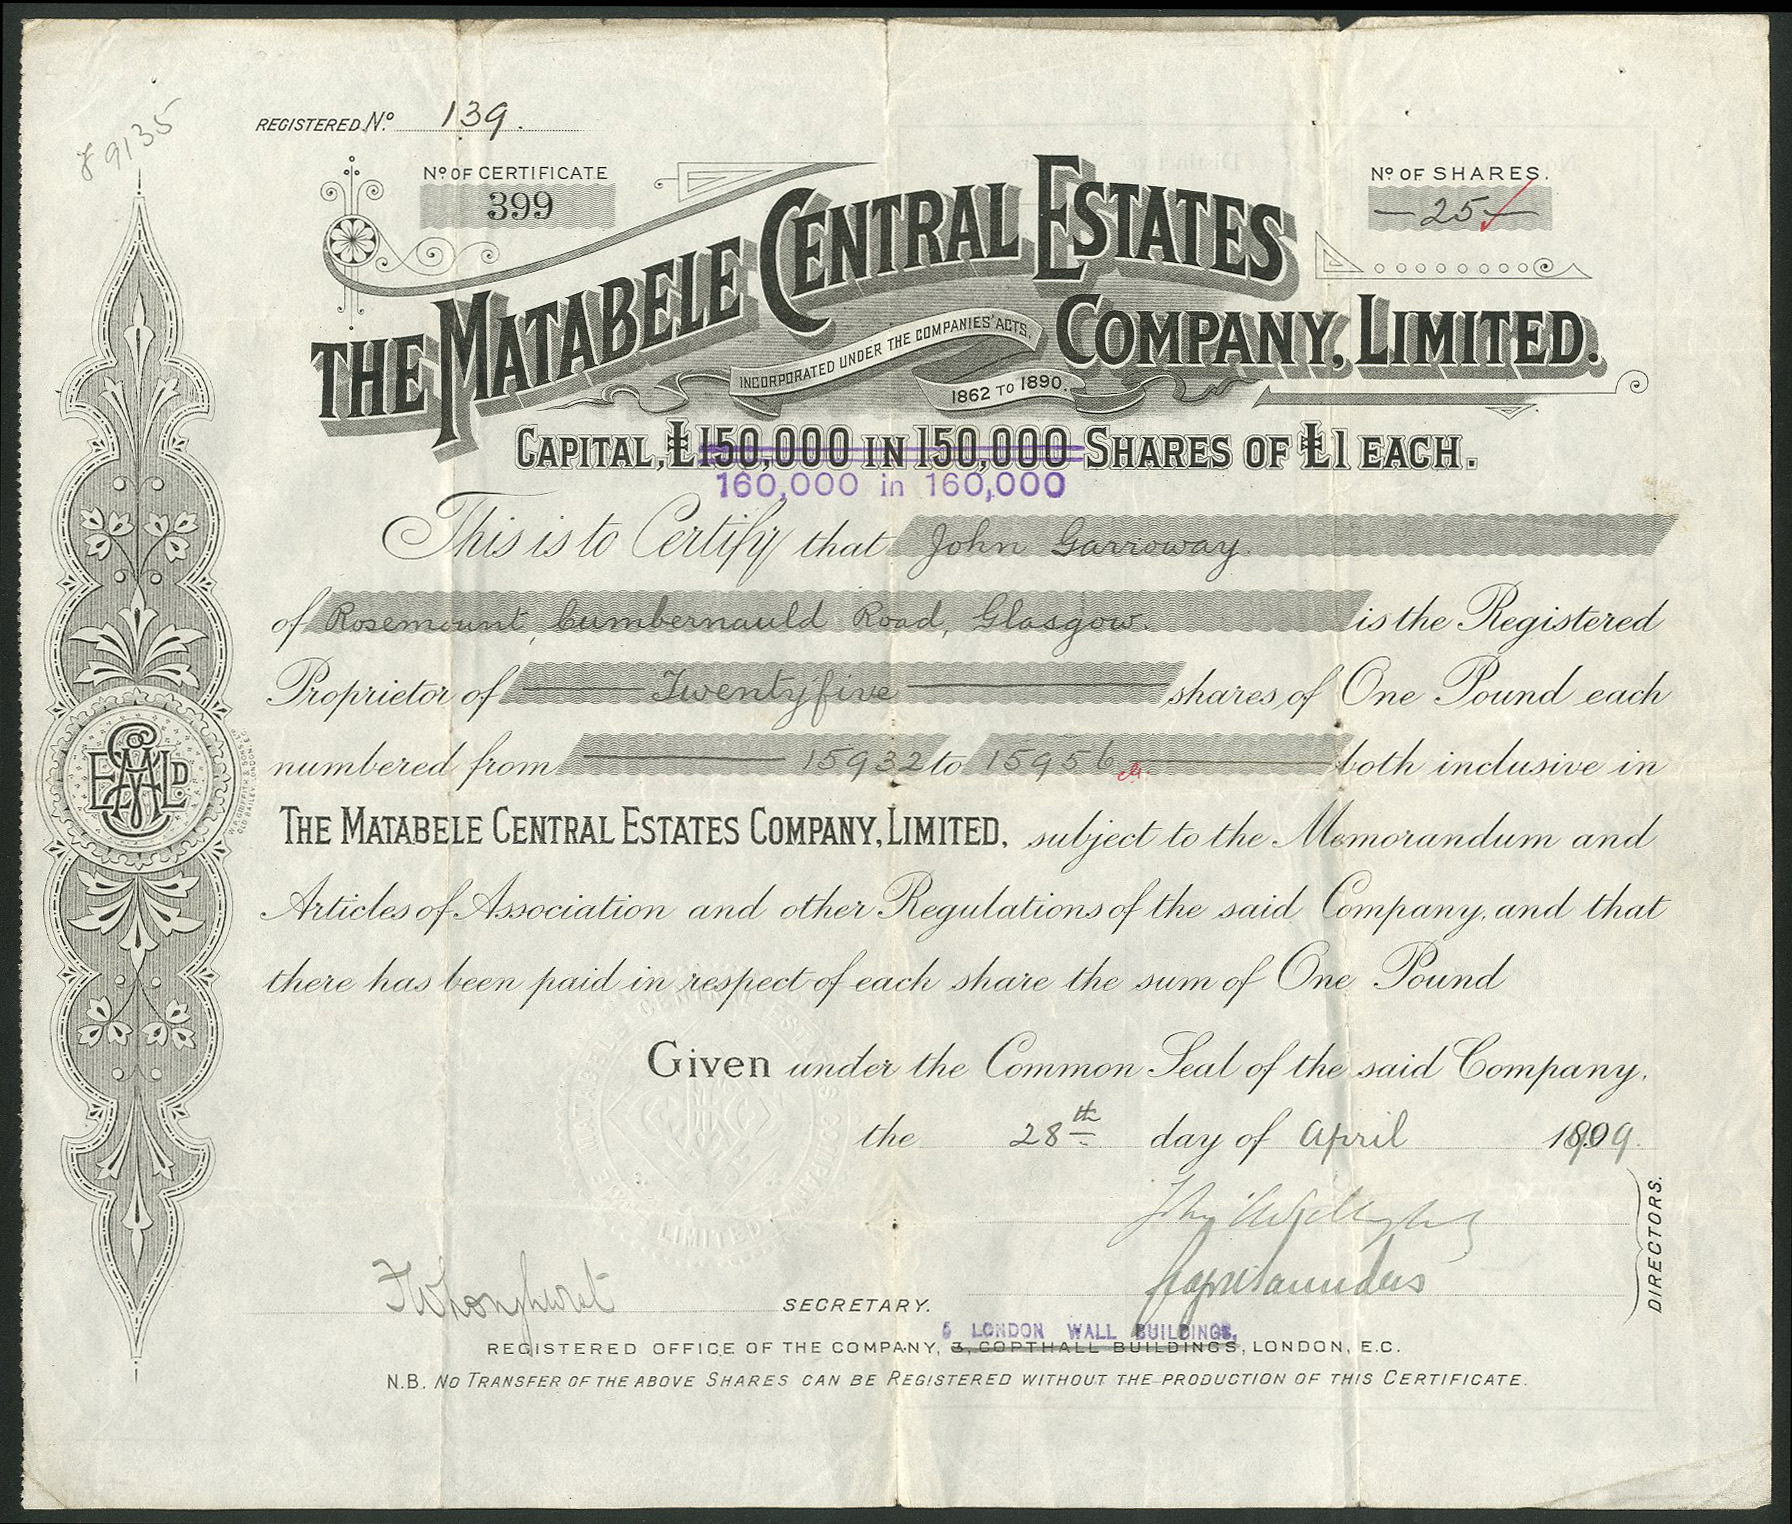 £9135
REGISTERED Nº 139.
Nº OF CERTIFICATE
399
Nº OF SHARES.
—25—
THE MATABELE CENTRAL ESTATES COMPANY, LIMITED.
INCORPORATED UNDER THE COMPANIES' ACTS,
1862 TO 1890.
CAPITAL, £150,000 IN 150,000 SHARES OF £1 EACH.
160,000 in 160,000
This is to Certify that John Garroway
of Rosemount, Cumbernauld Road, Glasgow. is the Registered
Proprietor of Twentyfive shares of One Pound each
numbered from 15932 to 15956 both inclusive in
THE MATABELE CENTRAL ESTATES COMPANY, LIMITED, subject to the Memorandum and
Articles of Association and other Regulations of the said Company, and that
there has been paid in respect of each share the sum of One Pound
Given under the Common Seal of the said Company,
the 28th day of April 1899.
DIRECTORS.
SECRETARY.
5 LONDON WALL BUILDINGS,
REGISTERED OFFICE OF THE COMPANY, 3, COPTHALL BUILDINGS, LONDON, E.C.
N.B. NO TRANSFER OF THE ABOVE SHARES CAN BE REGISTERED WITHOUT THE PRODUCTION OF THIS CERTIFICATE.
LIMITED